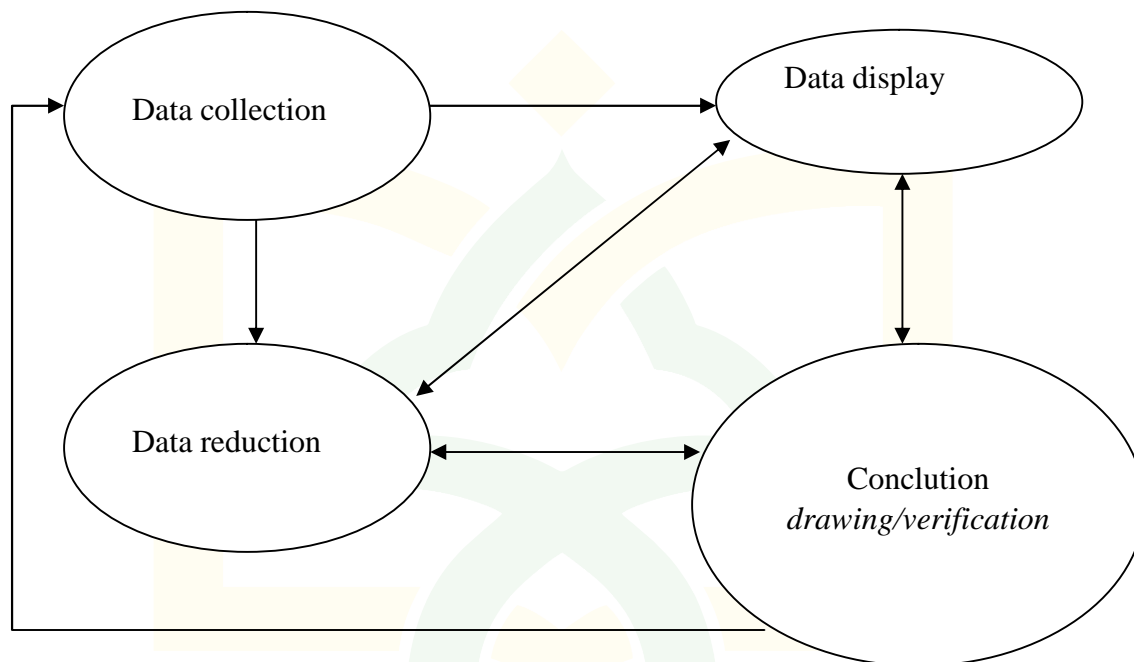 Data collection
Data display
Data reduction
Conclution
drawing/verification